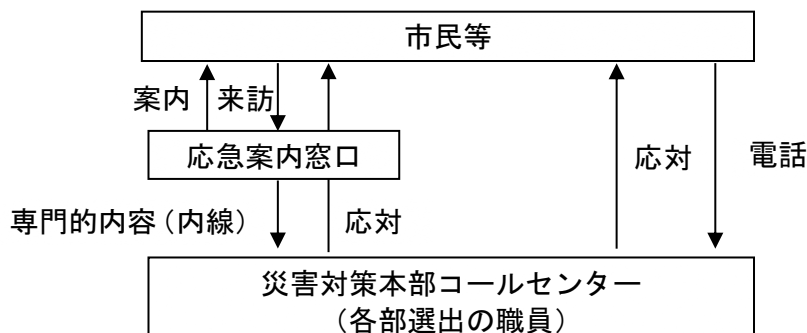 市民等
案内
来訪
応急案内窓口
応対
電話
専門的内容（内線）
応対
災害対策本部コールセンター
（各部選出の職員）